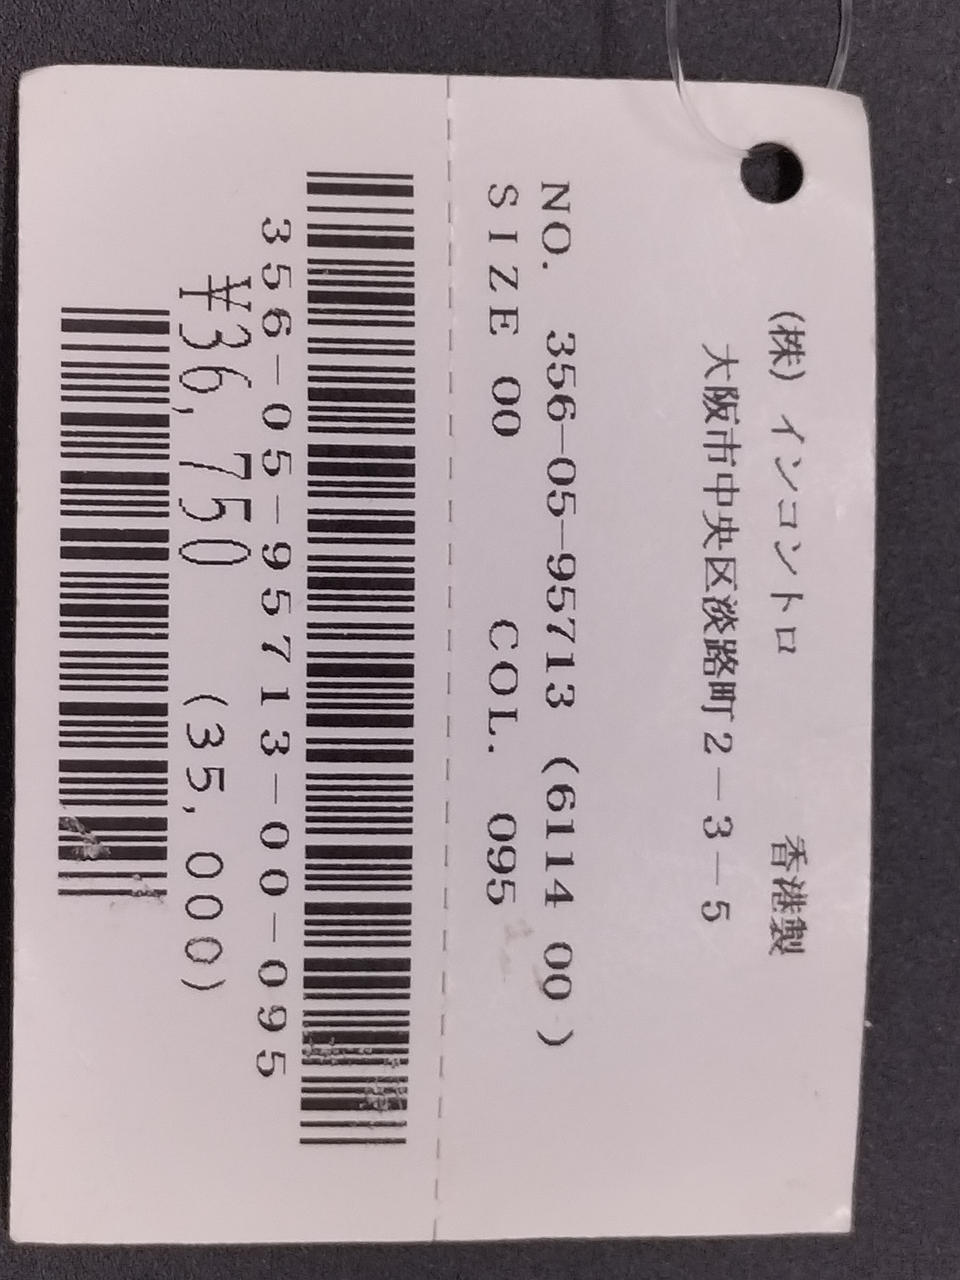 (株) インコントロ 香港製
大阪市中央区淡路町2-3-5
NO. 356-05-95713 (6114 00 )
SIZE 00 COL. 095
356-05-95713-00-095
¥36,750 (35,000)